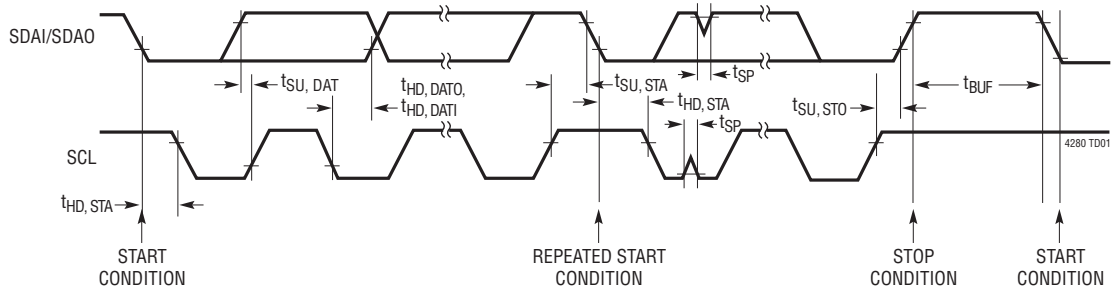 SDAI/SDAO
tSU, DAT
tHD, DATO,
tHD, DATI
tSU, STA
tHD, STA
tSP
tSP
tSU, STO
tBUF
4280 TD01
SCL
tHD, STA
START
CONDITION
REPEATED START
CONDITION
STOP
CONDITION
START
CONDITION